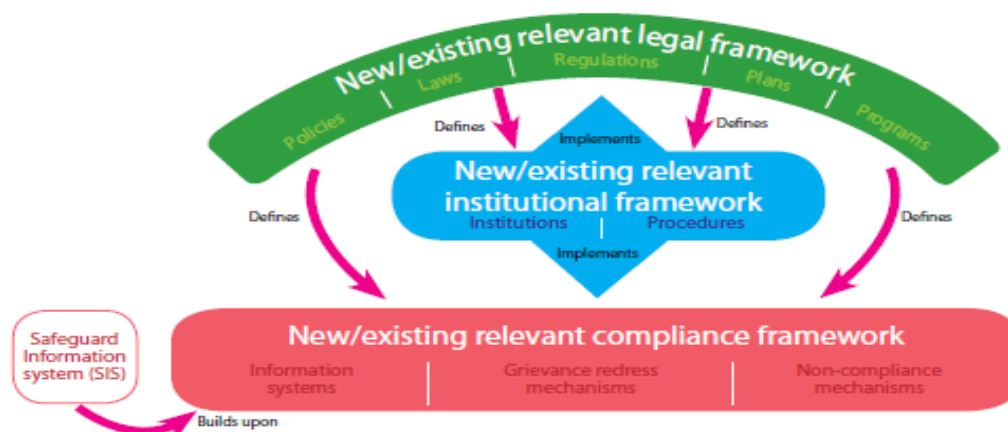 New/existing relevant legal framework
Policies
Laws
Regulations
Plans
Programs
Defines
Implements
Defines
New/existing relevant
institutional framework
Institutions
Procedures
Defines
Implements
Defines
Safeguard
Information
system (SIS)
New/existing relevant compliance framework
Information
systems
Grievance redress
mechanisms
Non-compliance
mechanisms
Builds upon